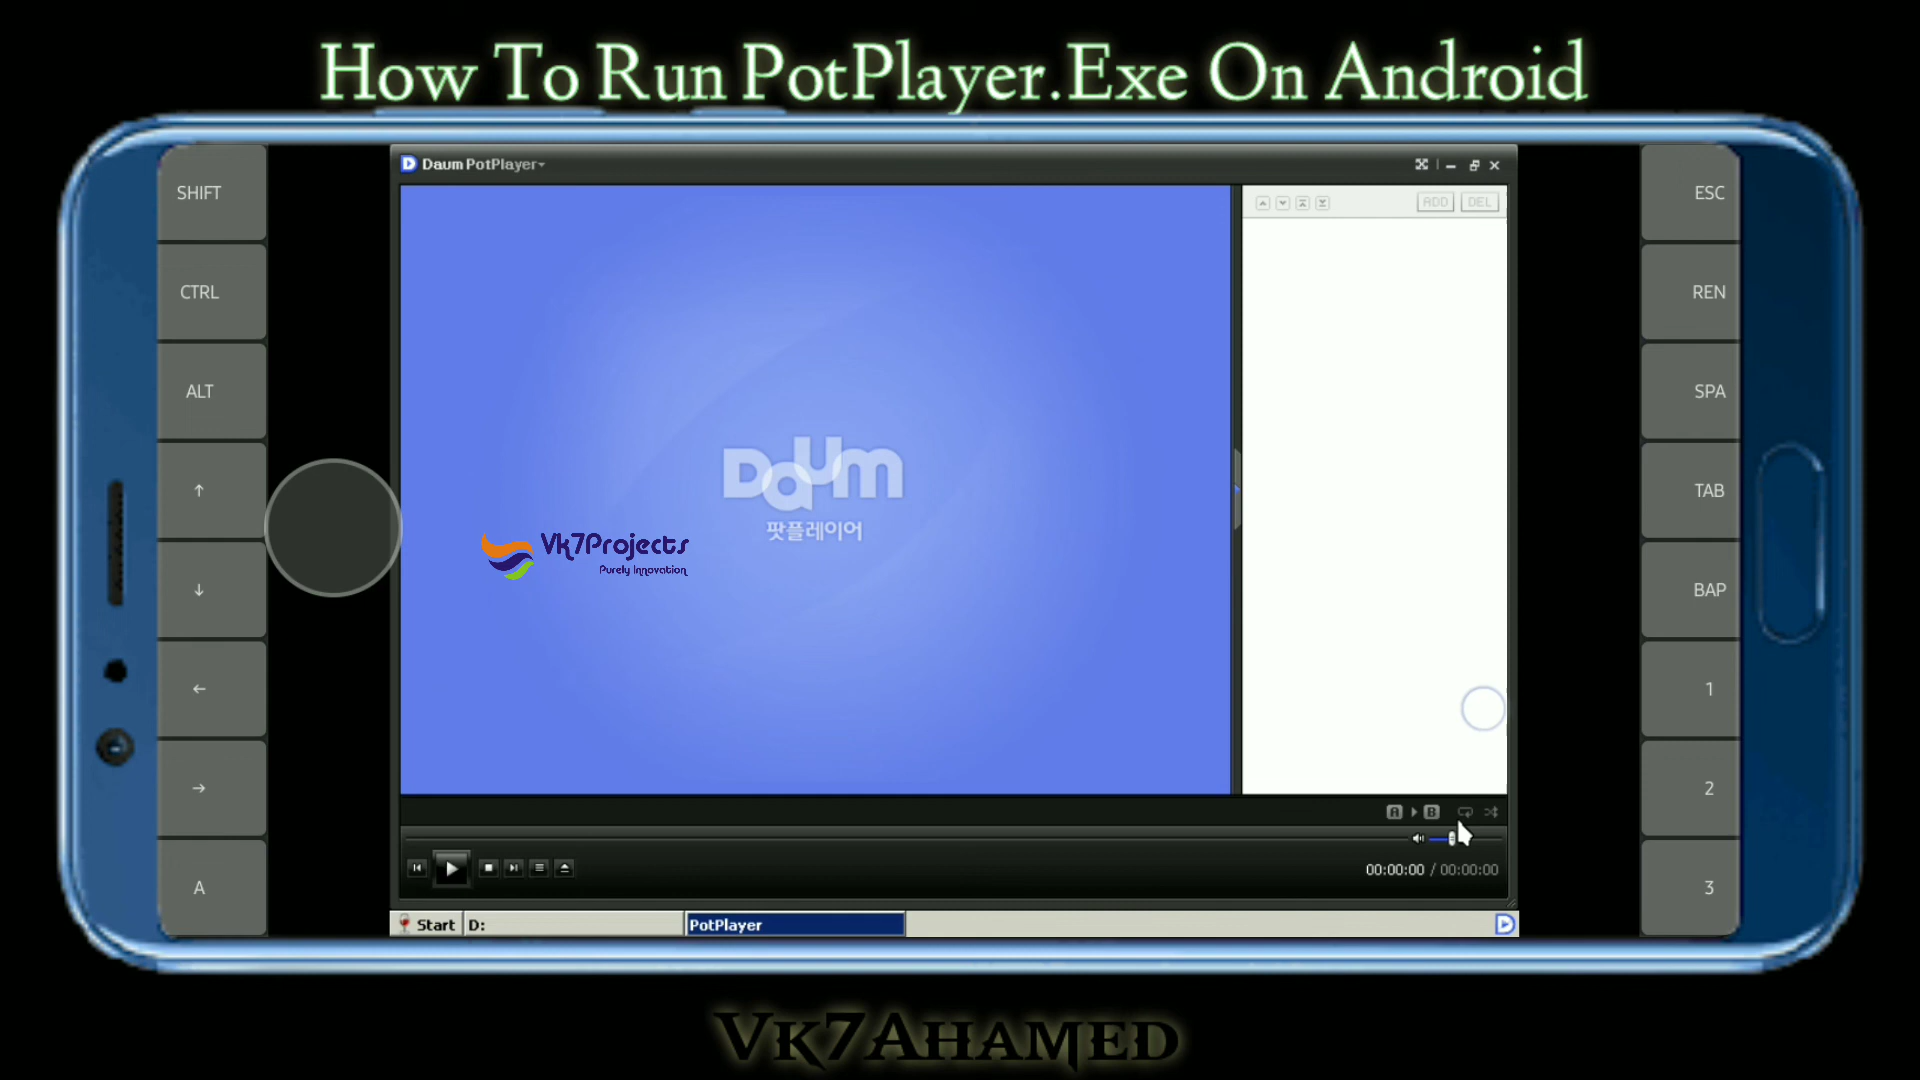 How To Run PotPlayer.Exe On Android
Daum PotPlayer
SHIFT
CTRL
ALT
↑
↓
←
→
A
ADD DEL
Daum
팟플레이어
Vk7Projects
Purely Innovation
A B
00:00:00 / 00:00:00
Start D: PotPlayer
ESC
REN
SPA
TAB
BAP
1
2
3
Vk7Ahamed